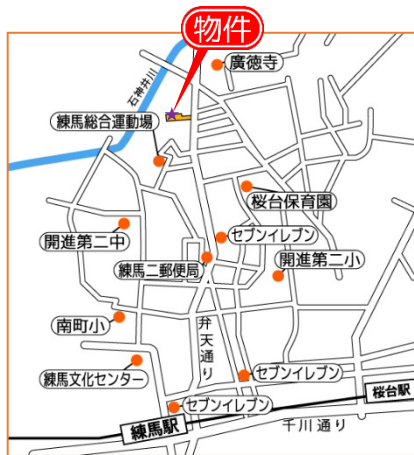 物件
廣徳寺
石神井川
練馬総合運動場
桜台保育園
開進第二中
セブンイレブン
練馬二郵便局
開進第二小
南町小
弁天通り
練馬文化センター
セブンイレブン
桜台駅
セブンイレブン
練馬駅
千川通り